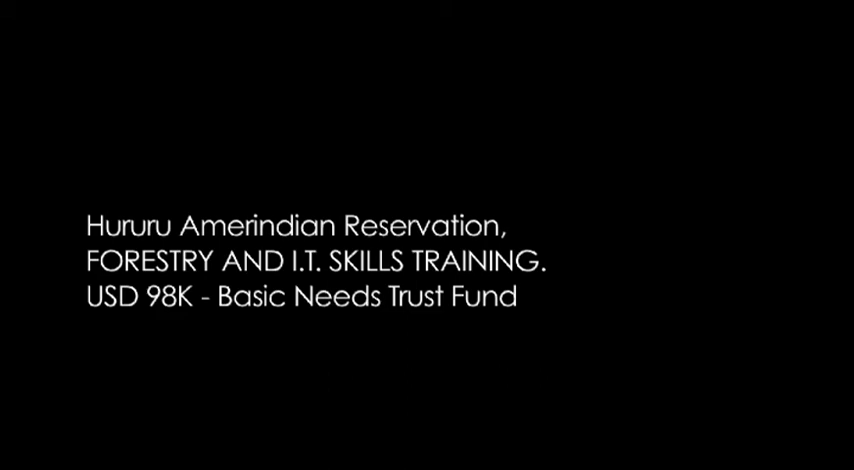 Hururu Amerindian Reservation,
FORESTRY AND I.T. SKILLS TRAINING.
USD 98K - Basic Needs Trust Fund